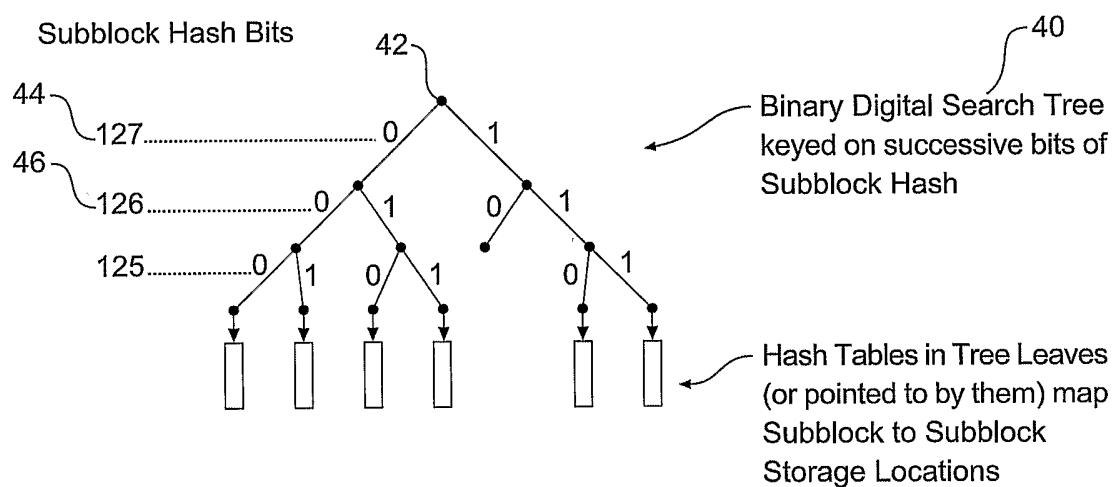 Subblock Hash Bits
42
40
44
127
0
1
Binary Digital Search Tree
keyed on successive bits of
Subblock Hash
46
126
0
1
0
1
125
0
1
0
1
0
1
Hash Tables in Tree Leaves
(or pointed to by them) map
Subblock to Subblock
Storage Locations